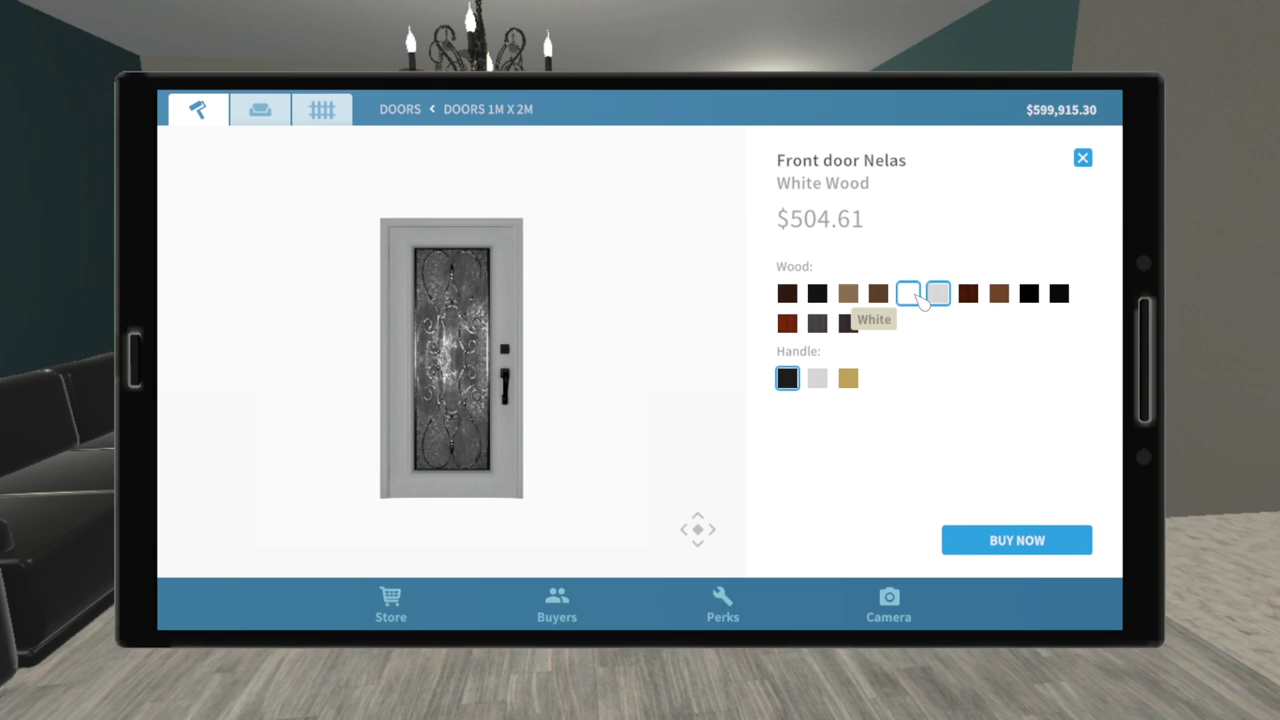 DOORS < DOORS 1M X 2M
$599,915.30
Front door Nelas
White Wood
$504.61
Wood:
White
Handle:
BUY NOW
Store
Buyers
Perks
Camera